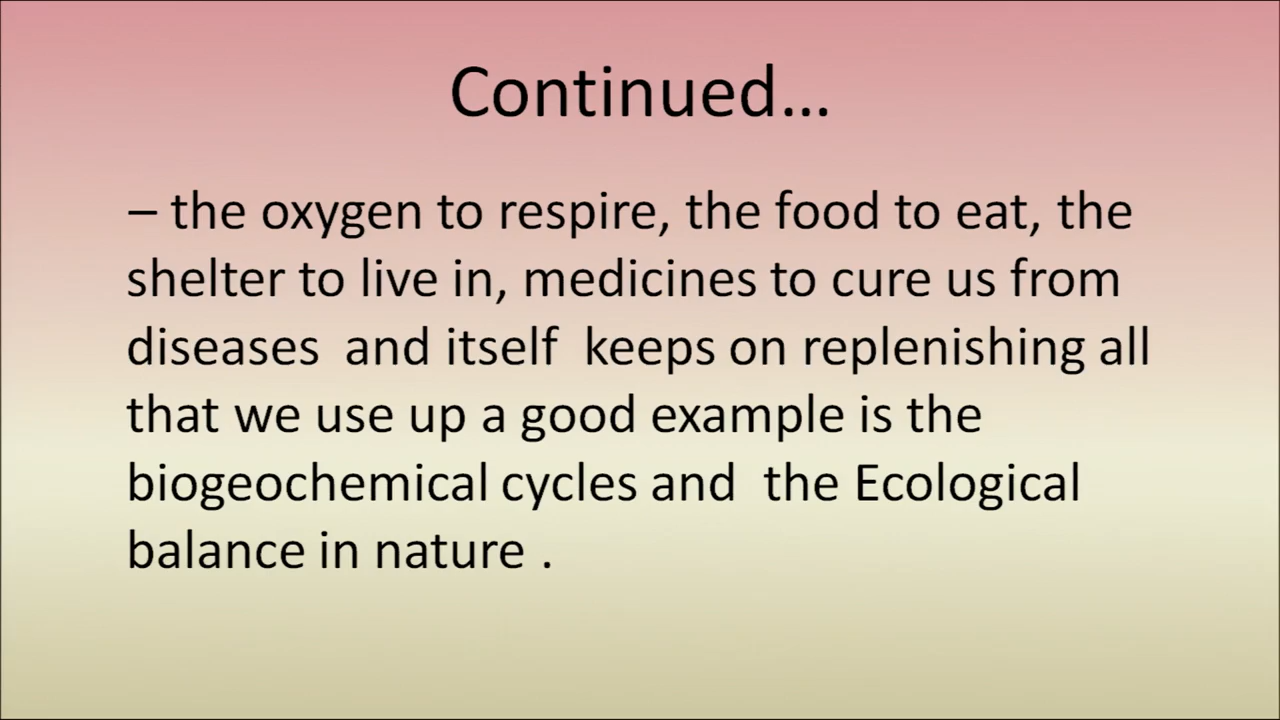 Continued...
– the oxygen to respire, the food to eat, the
shelter to live in, medicines to cure us from
diseases  and itself  keeps on replenishing all
that we use up a good example is the
biogeochemical cycles and  the Ecological
balance in nature .